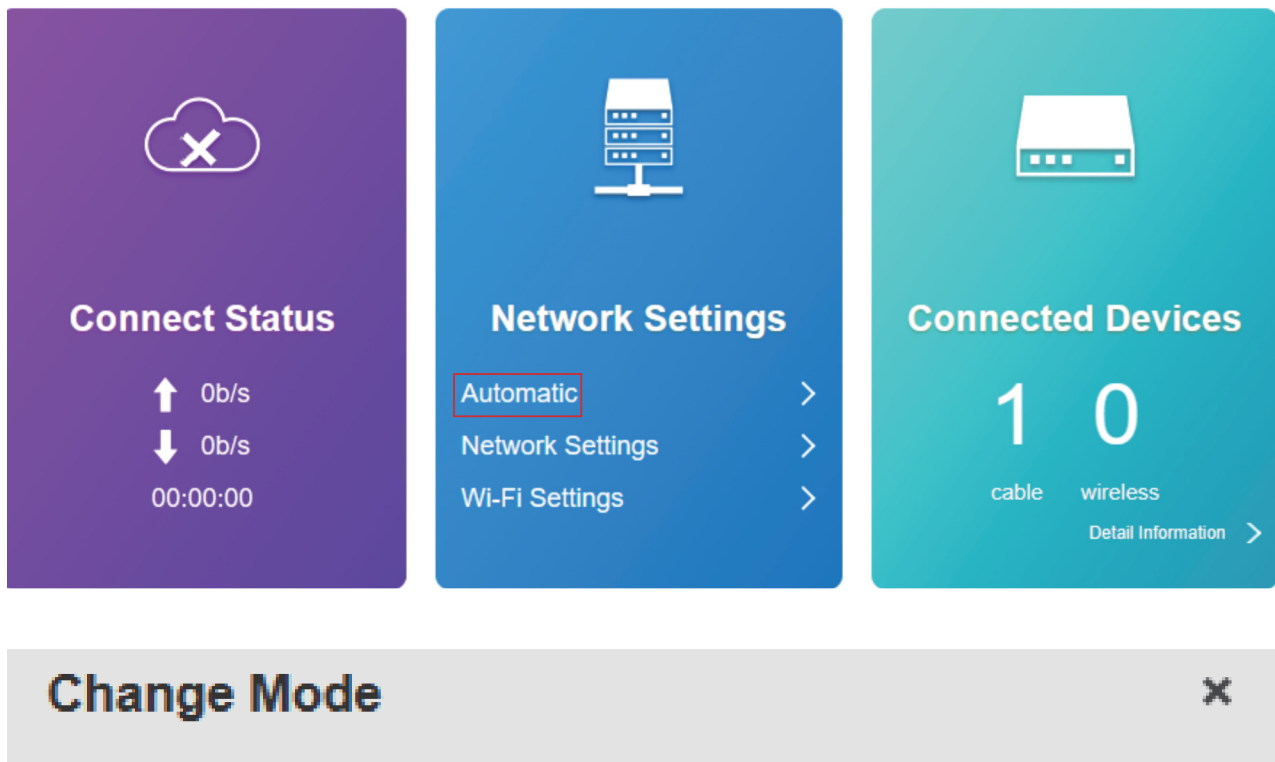 Connect Status
0b/s
0b/s
00:00:00
Network Settings
Automatic
Network Settings
Wi-Fi Settings
Connected Devices
1 0
cable wireless
Detail Information
Change Mode